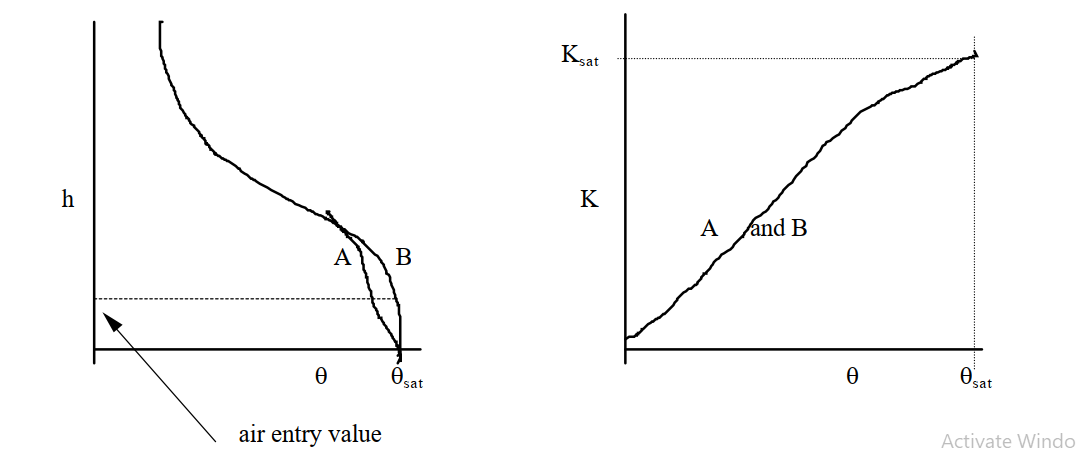 h
A B
θ θsat
air entry value
Ksat
K
A and B
θ θsat
Activate Windo